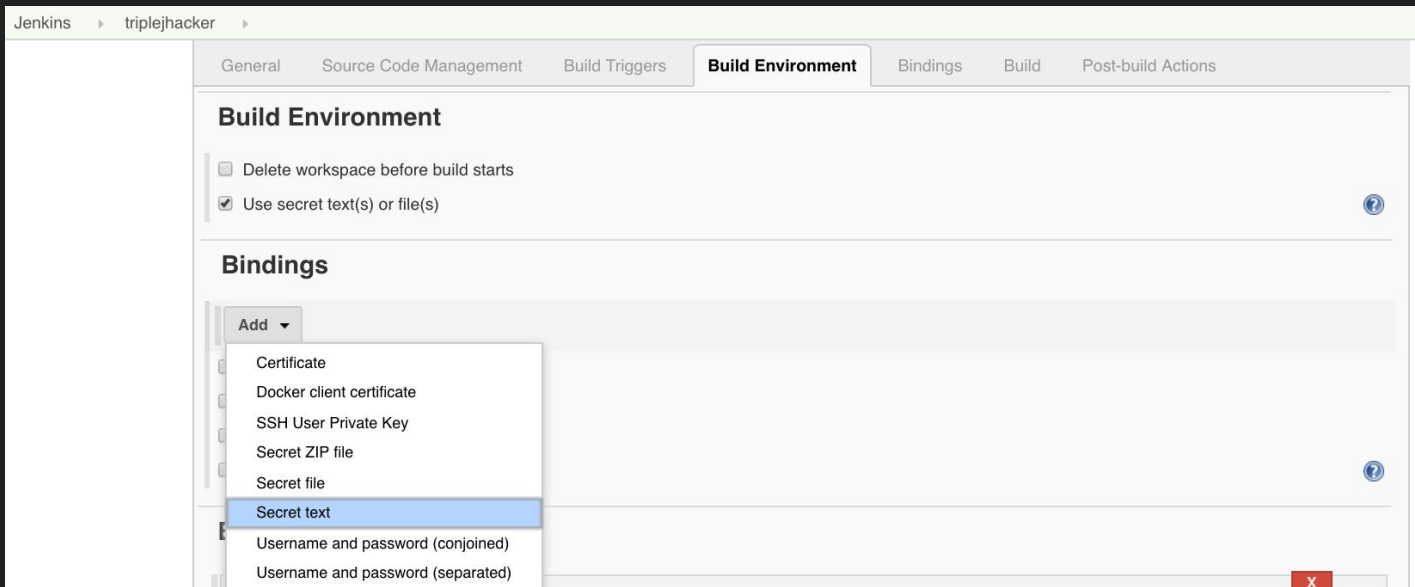 Jenkins triplejhacker
General Source Code Management Build Triggers Build Environment Bindings Build Post-build Actions
Build Environment
Delete workspace before build starts
Use secret text(s) or file(s)
Bindings
Add
Certificate
Docker client certificate
SSH User Private Key
Secret ZIP file
Secret file
Secret text
Username and password (conjoined)
Username and password (separated)
X